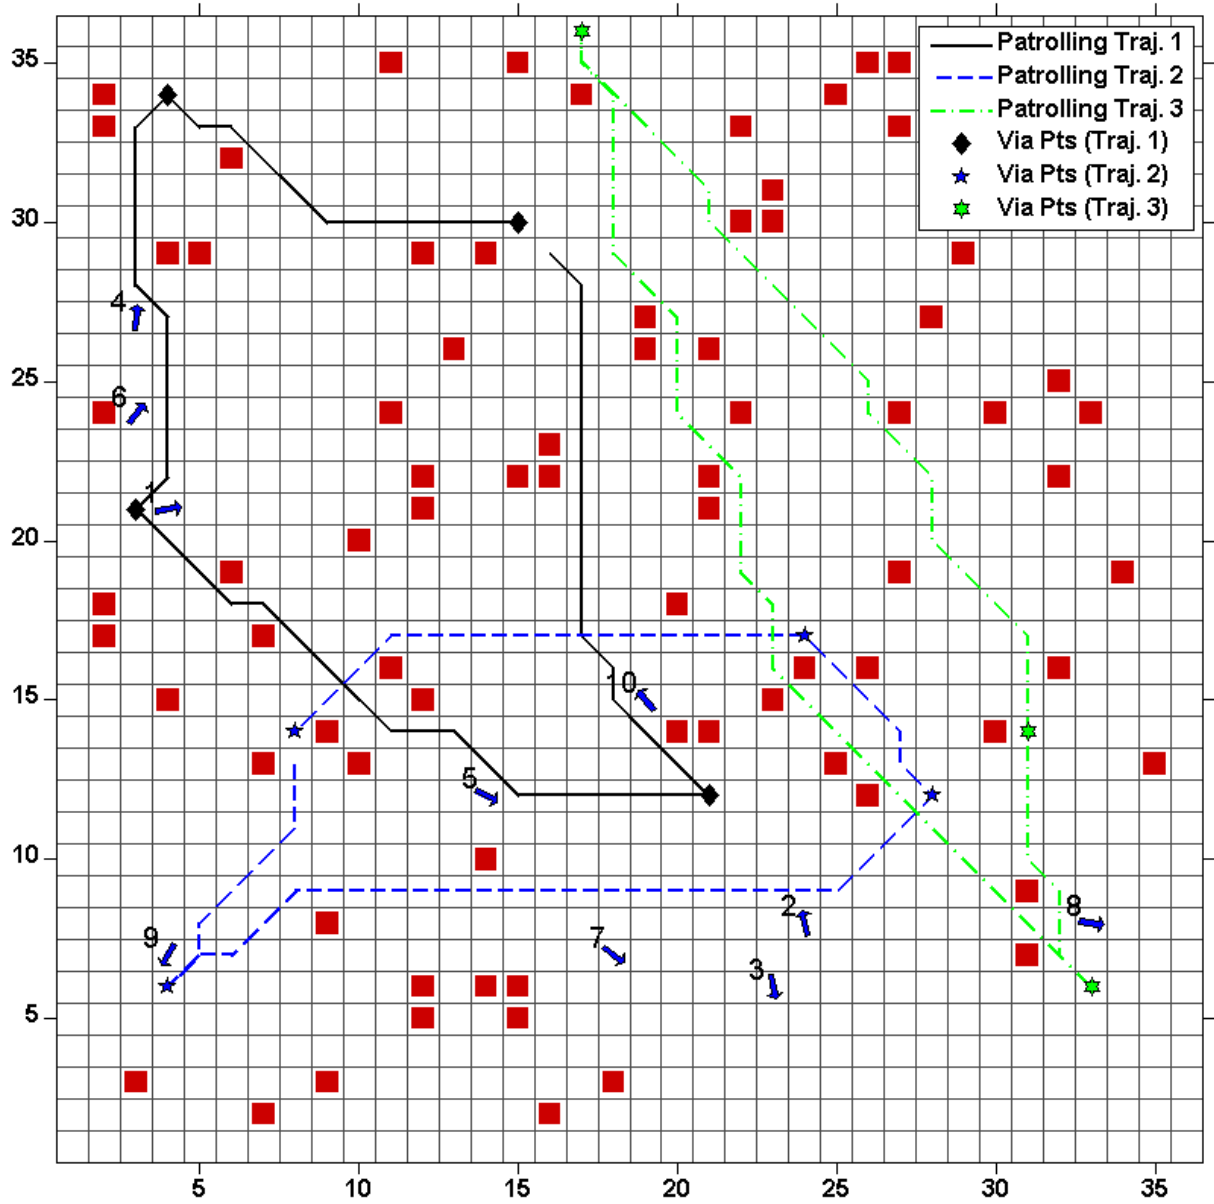 35
30
25
20
15
10
5
Patrolling Traj. 1
Patrolling Traj. 2
Patrolling Traj. 3
Via Pts (Traj. 1)
Via Pts (Traj. 2)
Via Pts (Traj. 3)
4
6
1
10
5
2
8
9
7
3
5 10 15 20 25 30 35